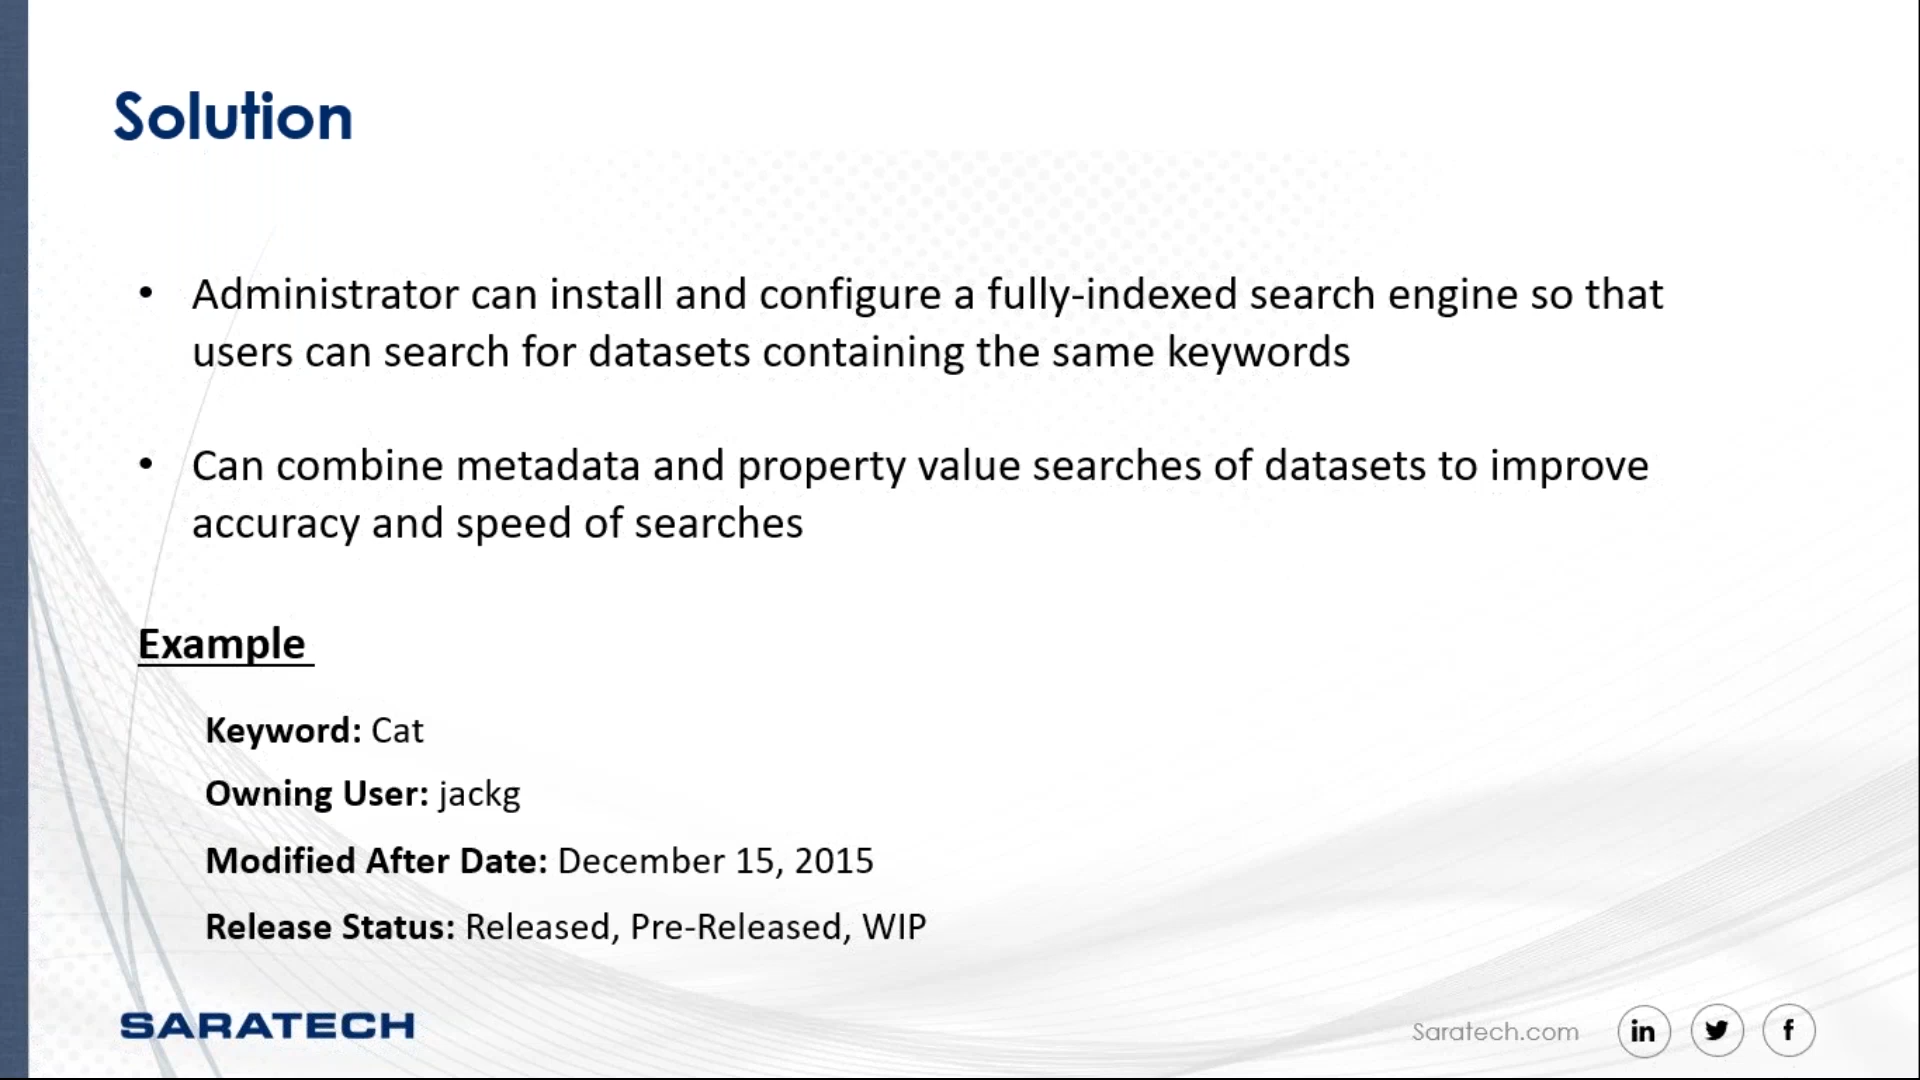 Solution
• Administrator can install and configure a fully-indexed search engine so that
users can search for datasets containing the same keywords
• Can combine metadata and property value searches of datasets to improve
accuracy and speed of searches
Example
Keyword: Cat
Owning User: jackg
Modified After Date: December 15, 2015
Release Status: Released, Pre-Released, WIP
SARATECH
Saratech.com in f